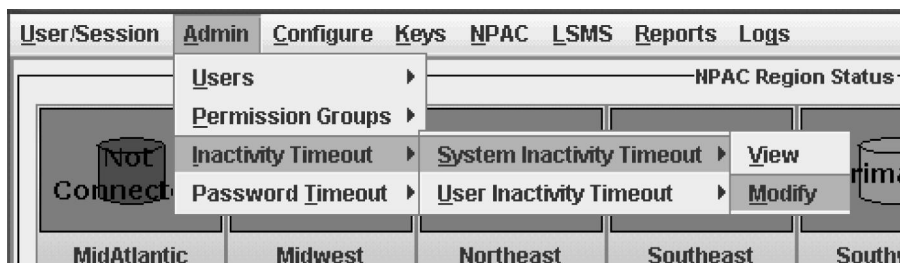 User/Session Admin Configure Keys NPAC LSMS Reports Logs
Users
NPAC Region Status
Permission Groups
Not
Inactivity Timeout System Inactivity Timeout View
Password Timeout User Inactivity Timeout Modify
MidAtlantic Midwest Northeast Southeast